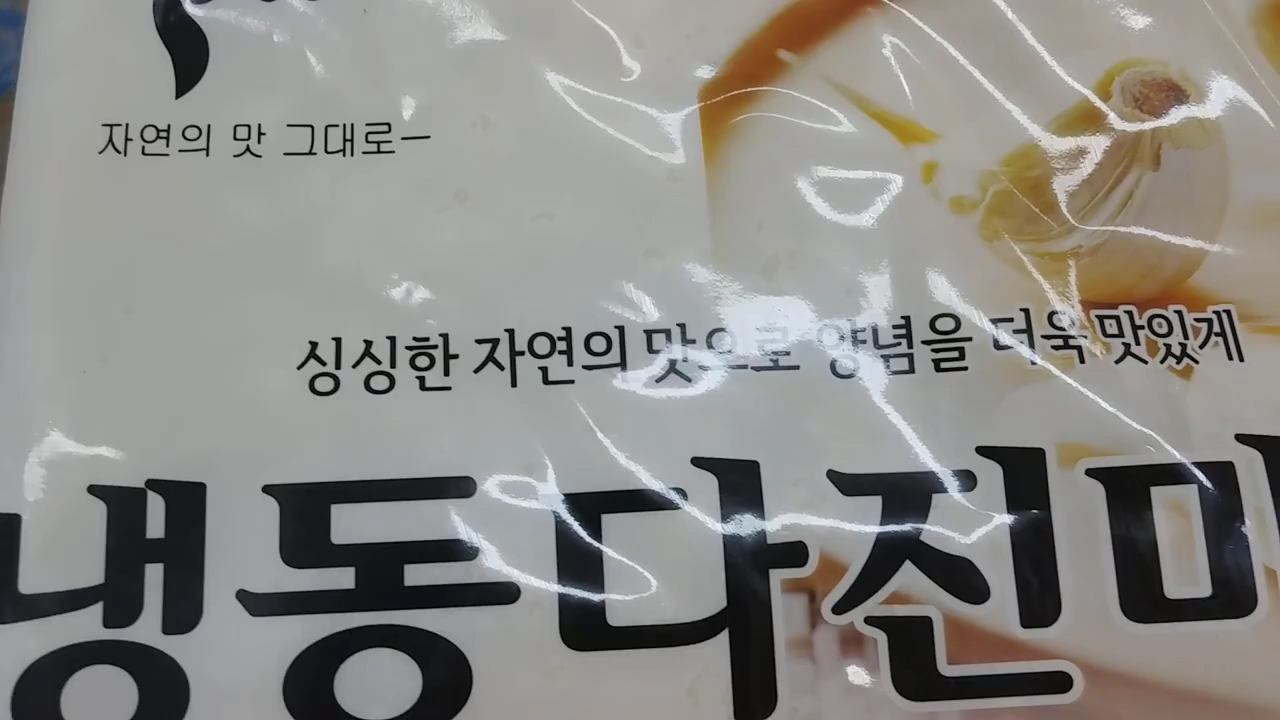 자연의 맛 그대로—
싱싱한 자연의 맛으로 양념을 더욱 맛있게
냉동다진마